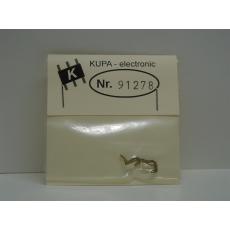 KUPA - electronic
K
Nr. 91278